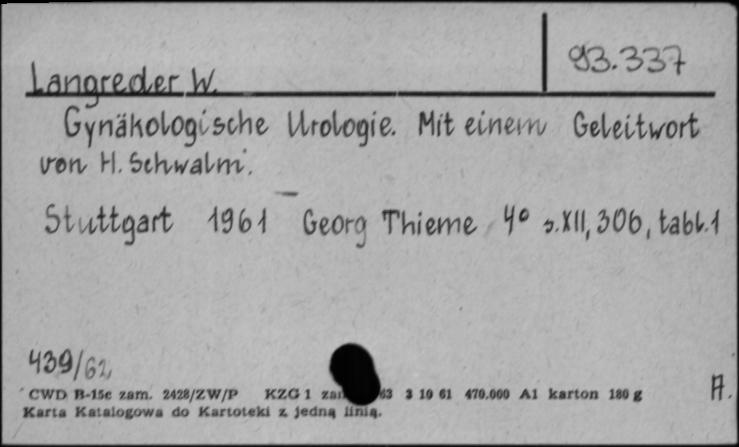 93.337
Langreder W.
Gynäkologische Urologie. Mit einem Geleitwort
von H. Schwalm.
Stuttgart 1961 Georg Thieme 4° s. XII, 306, tabl. 1
439/62
A.
CWD B-15c zam. 2428/ZW/P KZG 1 63 3 10 61 470.000 A1 karton 180 g
Karta Katalogowa do Kartoteki z jedną linią.